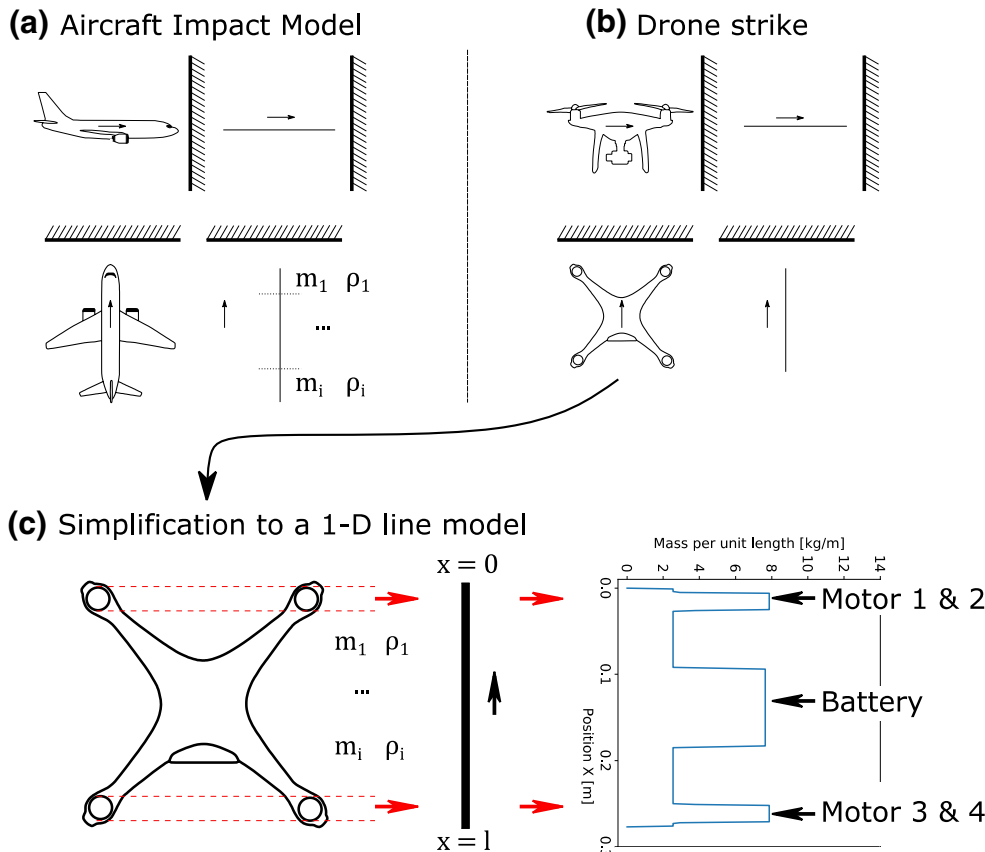 (a) Aircraft Impact Model
(b) Drone strike
m₁ ρ₁
...
mᵢ ρᵢ
(c) Simplification to a 1-D line model
x = 0
m₁ ρ₁
...
mᵢ ρᵢ
x = l
Mass per unit length [kg/m]
0 2 4 6 8 10 12 14
Position X [m]
0.0
0.1
0.2
Motor 1 & 2
Battery
Motor 3 & 4